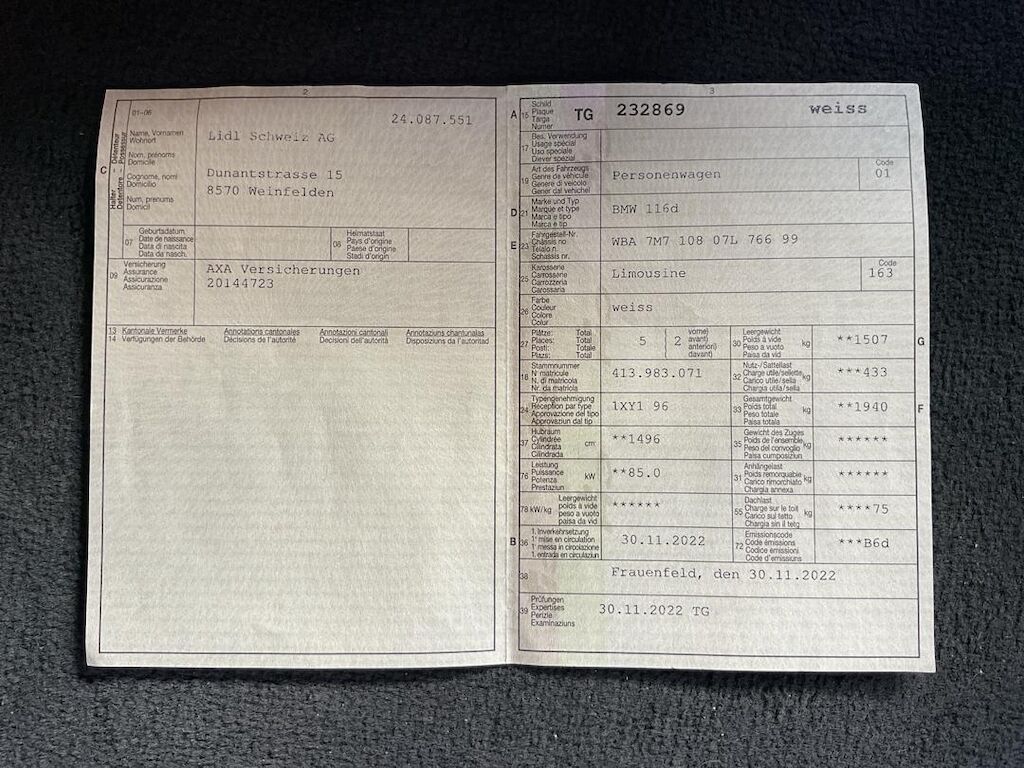 2
01-06
24.087.551
C
Halter - Détenteur
Detentore - Possessur
Name, Vornamen
Wohnort
Nom, prénoms
Domicile
Cognome, nomi
Domicilio
Num, prenums
Domicil
Lidl Schweiz AG
Dunantstrasse 15
8570 Weinfelden
07
Geburtsdatum
Date de naissance
Data di nascita
Data da nasch.
08
Heimatstaat
Pays d'origine
Paese d'origine
Stadi d'origin
09
Versicherung
Assurance
Assicurazione
Assicuranza
AXA Versicherungen
20144723
13 Kantonale Vermerke Annotations cantonales Annotazioni cantonali Annotaziuns chantunalas
14 Verfügungen der Behörde Décisions de l'autorité Decisioni dell'autorità Disposiziuns da l'autoritad
3
A 15
Schild
Plaque
Targa
Numer
TG 232869 weiss
17
Bes. Verwendung
Usage spécial
Uso speciale
Diever spezial
19
Art des Fahrzeugs
Genre de véhicule
Genere di veicolo
Gener dal vehichel
Personenwagen
Code
01
D 21
Marke und Typ
Marque et type
Marca e tipo
Marca e tip
BMW 116d
E 23
Fahrgestell-Nr.
Châssis no
Telaio n.
Schassis nr.
WBA 7M7 108 07L 766 99
25
Karosserie
Carrosserie
Carrozzeria
Carossaria
Limousine
Code
163
26
Farbe
Couleur
Colore
Colur
weiss
27
Plätze: Total
Places: Total
Posti: Totale
Plazs: Total
5
2
vorne)
avant)
anteriori)
davant)
30
Leergewicht
Poids à vide
Peso a vuoto
Paisa da vid
kg
**1507
G
18
Stammnummer
N° matricule
N. di matricola
Nr. da matricla
413.983.071
32
Nutz-/Sattellast
Charge utile/sellette
Carico utile/sella
Chargia utila/sella
kg
***433
24
Typengenehmigung
Réception par type
Approvazione del tipo
Approvaziun dal tip
1XY1 96
33
Gesamtgewicht
Poids total
Peso totale
Paisa totala
kg
**1940
F
37
Hubraum
Cylindrée
Cilindrata
Cilindrada
cm³
**1496
35
Gewicht des Zuges
Poids de l'ensemble
Peso del convoglio
Paisa cumposiziun
kg
******
76
Leistung
Puissance
Potenza
Prestaziun
kW
**85.0
31
Anhängelast
Poids remorquable
Carico rimorchiato
Chargia annexa
kg
******
78 kW/kg
Leergewicht
poids à vide
peso a vuoto
paisa da vid
******
55
Dachlast
Charge sur le toit
Carico sul tetto
Chargia sin il tetg
kg
****75
B 36
1. Inverkehrsetzung
1re mise en circulation
1a messa in circolazione
1. entrada en circulaziun
30.11.2022
72
Emissionscode
Code émissions
Codice emissioni
Code d'emissiuns
***B6d
38
Frauenfeld, den 30.11.2022
39
Prüfungen
Expertises
Perizie
Examinaziuns
30.11.2022 TG